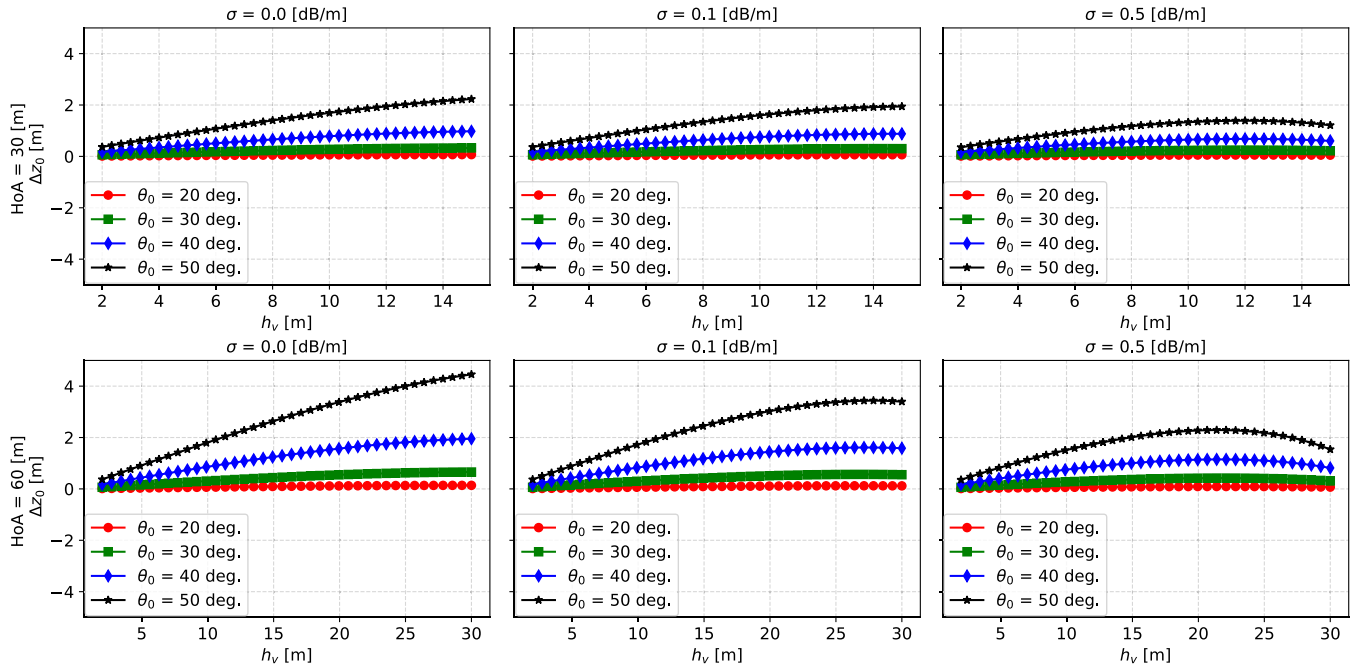 σ = 0.0 [dB/m]
σ = 0.1 [dB/m]
σ = 0.5 [dB/m]
HoA = 30 [m]
Δz₀ [m]
4
2
0
−2
−4
θ₀ = 20 deg.
θ₀ = 30 deg.
θ₀ = 40 deg.
θ₀ = 50 deg.
2 4 6 8 10 12 14
hᵥ [m]
θ₀ = 20 deg.
θ₀ = 30 deg.
θ₀ = 40 deg.
θ₀ = 50 deg.
2 4 6 8 10 12 14
hᵥ [m]
θ₀ = 20 deg.
θ₀ = 30 deg.
θ₀ = 40 deg.
θ₀ = 50 deg.
2 4 6 8 10 12 14
hᵥ [m]
σ = 0.0 [dB/m]
σ = 0.1 [dB/m]
σ = 0.5 [dB/m]
HoA = 60 [m]
Δz₀ [m]
4
2
0
−2
−4
θ₀ = 20 deg.
θ₀ = 30 deg.
θ₀ = 40 deg.
θ₀ = 50 deg.
5 10 15 20 25 30
hᵥ [m]
θ₀ = 20 deg.
θ₀ = 30 deg.
θ₀ = 40 deg.
θ₀ = 50 deg.
5 10 15 20 25 30
hᵥ [m]
θ₀ = 20 deg.
θ₀ = 30 deg.
θ₀ = 40 deg.
θ₀ = 50 deg.
5 10 15 20 25 30
hᵥ [m]